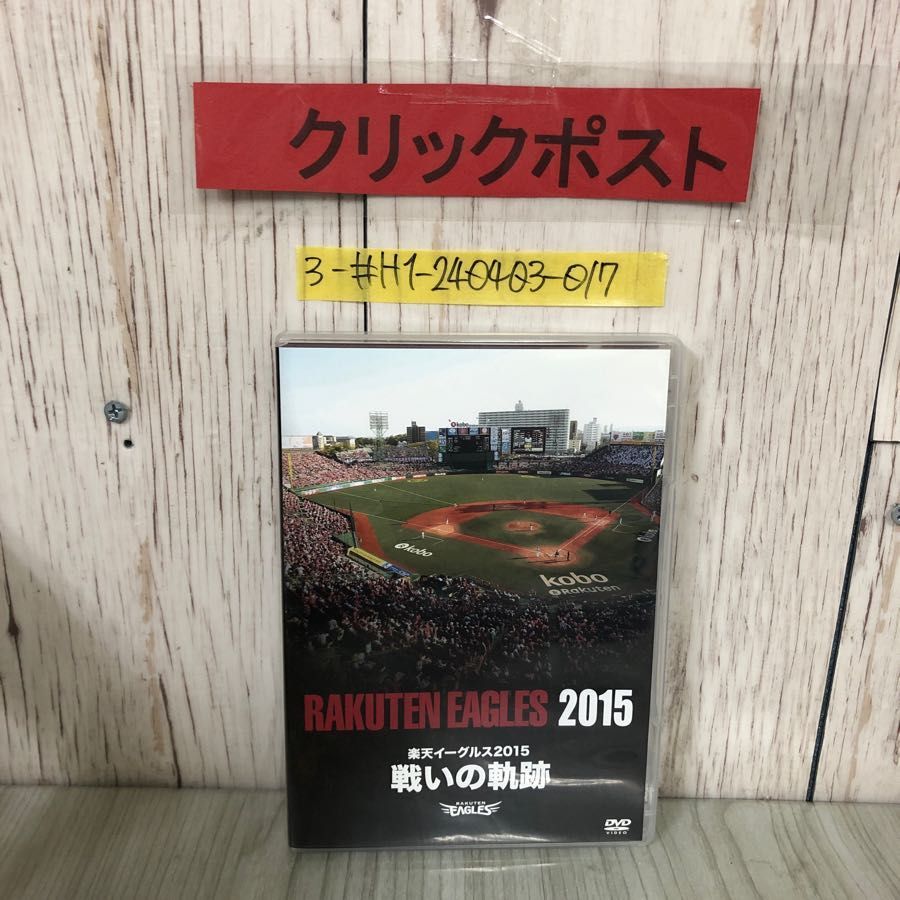 クリックポスト
3-#H1-240403-017
kobo
kobo
kobo
Rakuten
RAKUTEN EAGLES 2015
楽天イーグルス2015
戦いの軌跡
RAKUTEN
EAGLES
DVD
VIDEO